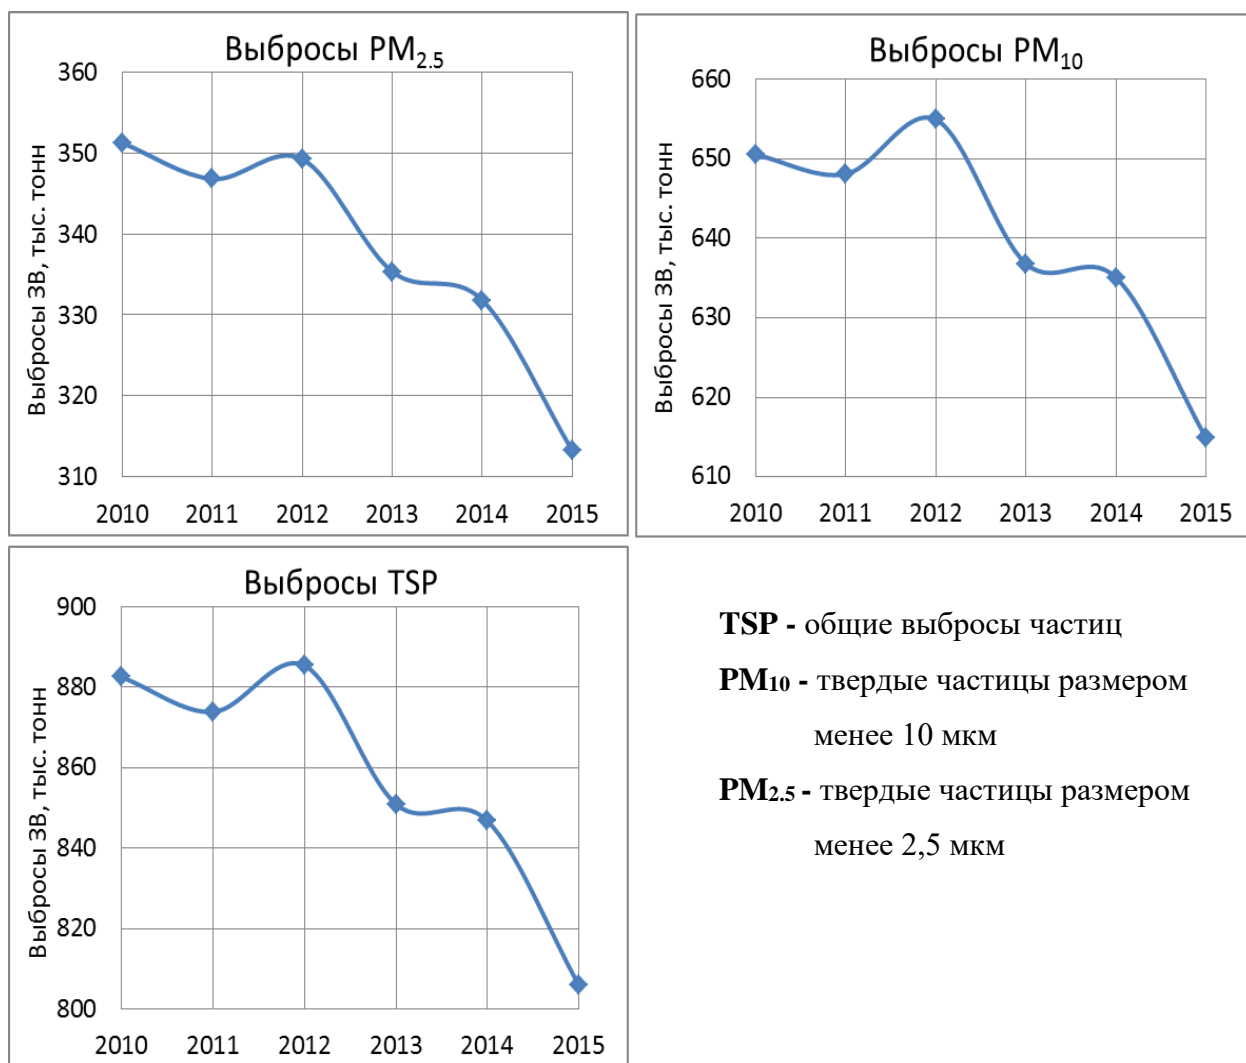 Выбросы PM2.5
Выбросы ЗВ, тыс. тонн
360
350
340
330
320
310
2010 2011 2012 2013 2014 2015
Выбросы PM10
Выбросы ЗВ, тыс. тонн
660
650
640
630
620
610
2010 2011 2012 2013 2014 2015
Выбросы TSP
Выбросы ЗВ, тыс. тонн
900
880
860
840
820
800
2010 2011 2012 2013 2014 2015
TSP - общие выбросы частиц
PM10 - твердые частицы размером
менее 10 мкм
PM2.5 - твердые частицы размером
менее 2,5 мкм